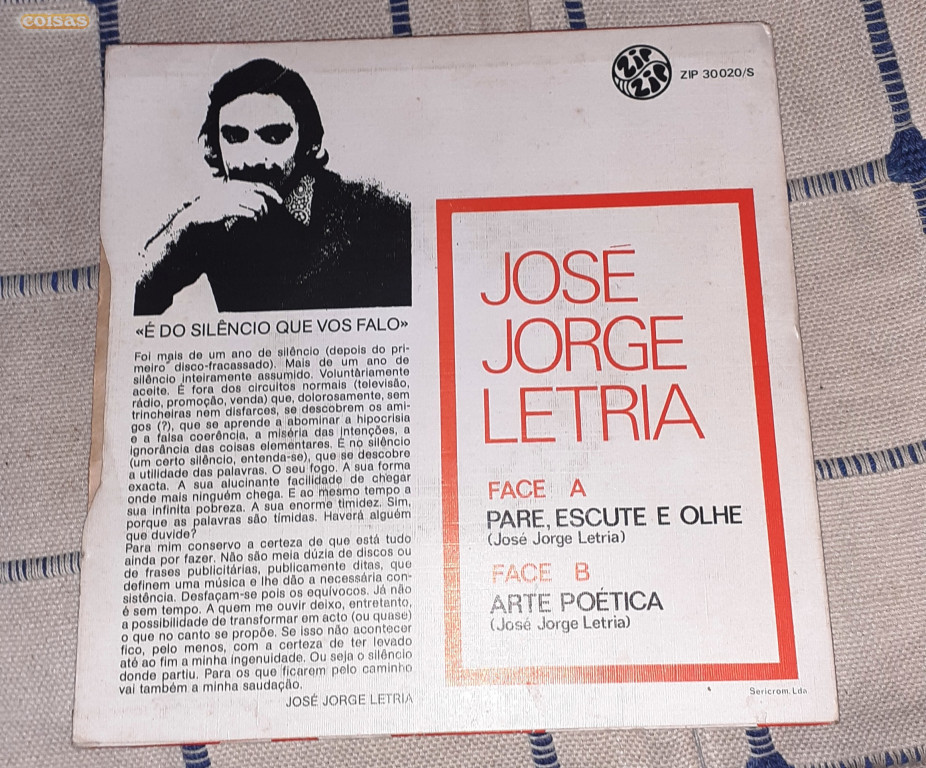 coisas
ZIP
ZIP
ZIP 30020/S
«É DO SILÊNCIO QUE VOS FALO»
Foi mais de um ano de silêncio (depois do pri-
meiro disco-fracassado). Mais de um ano de
silêncio inteiramente assumido. Voluntàriamente
aceite. E fora dos circuitos normais (televisão,
rádio, promoção, venda) que, dolorosamente, sem
trincheiras nem disfarces, se descobrem os ami-
gos (?), que se aprende a abominar a hipocrisia
e a falsa coerência, a miséria das intenções, a
ignorância das coisas elementares. É no silêncio
(um certo silêncio, entenda-se), que se descobre
a utilidade das palavras. O seu fogo. A sua forma
exacta. A sua alucinante facilidade de chegar
onde mais ninguém chega. E ao mesmo tempo a
sua infinita pobreza. A sua enorme timidez. Sim,
porque as palavras são tímidas. Haverá alguém
que duvide?
Para mim conservo a certeza de que está tudo
ainda por fazer. Não são meia dúzia de discos ou
de frases publicitárias, publicamente ditas, que
definem uma música e lhe dão a necessária con-
sistência. Desfaçam-se pois os equívocos. Já não
é sem tempo. A quem me ouvir deixo, entretanto,
a possibilidade de transformar em acto (ou quase)
o que no canto se propõe. Se isso não acontecer
fico, pelo menos, com a certeza de ter levado
até ao fim a minha ingenuidade. Ou seja o silêncio
donde partiu. Para os que ficarem pelo caminho
vai também a minha saudação.
JOSÉ JORGE LETRIA
JOSÉ
JORGE
LETRIA
FACE A
PARE, ESCUTE E OLHE
(José Jorge Letria)
FACE B
ARTE POÉTICA
(José Jorge Letria)
Sericrom, Lda